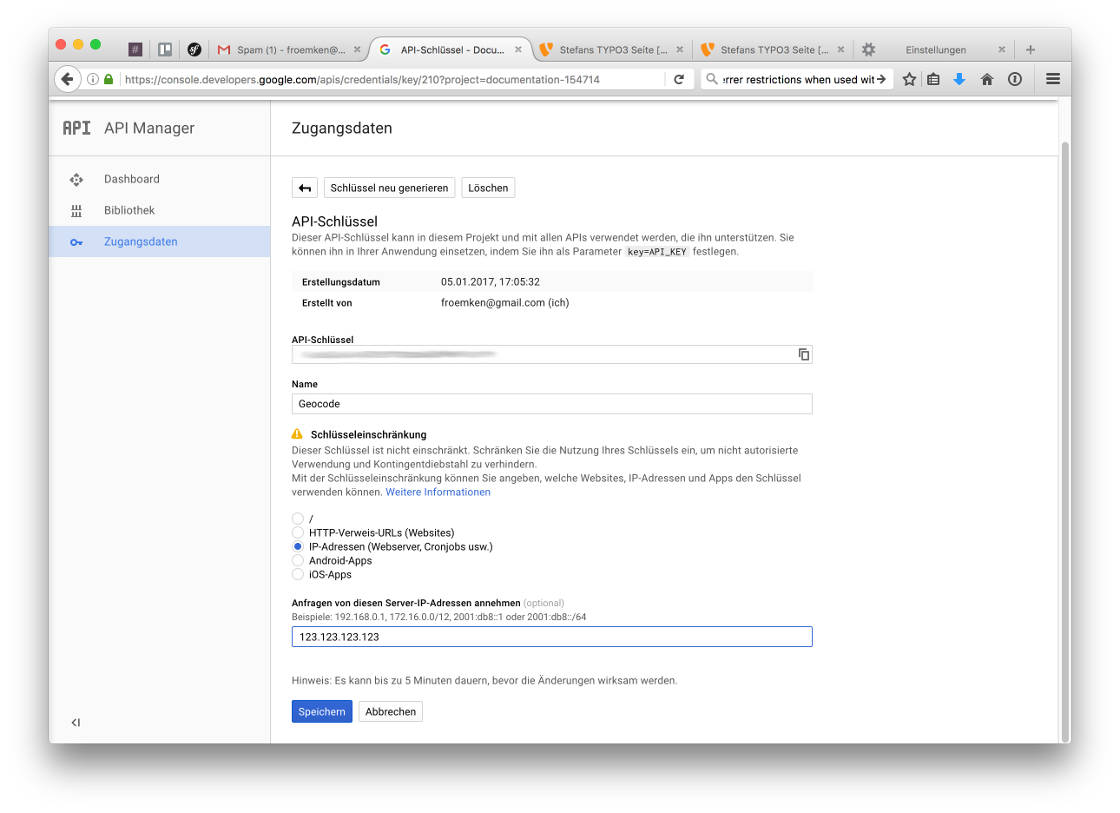 Spam (1) - froemken@...
API-Schlüssel - Docu...
Stefans TYPO3 Seite [...
Stefans TYPO3 Seite [...
Einstellungen
https://console.developers.google.com/apis/credentials/key/210?project=documentation-154714
rrer restrictions when used wit
API API Manager
Zugangsdaten
Dashboard
Bibliothek
Zugangsdaten
Schlüssel neu generieren
Löschen
API-Schlüssel
Dieser API-Schlüssel kann in diesem Projekt und mit allen APIs verwendet werden, die ihn unterstützen. Sie
können ihn in Ihrer Anwendung einsetzen, indem Sie ihn als Parameter key=API_KEY festlegen.
Erstellungsdatum 05.01.2017, 17:05:32
Erstellt von froemken@gmail.com (ich)
API-Schlüssel
Name
Geocode
Schlüsseleinschränkung
Dieser Schlüssel ist nicht eingeschränkt. Schränken Sie die Nutzung Ihres Schlüssels ein, um nicht autorisierte
Verwendung und Kontingentdiebstahl zu verhindern.
Mit der Schlüsseleinschränkung können Sie angeben, welche Websites, IP-Adressen und Apps den Schlüssel
verwenden können. Weitere Informationen
/
HTTP-Verweis-URLs (Websites)
IP-Adressen (Webserver, Cronjobs usw.)
Android-Apps
iOS-Apps
Anfragen von diesen Server-IP-Adressen annehmen (optional)
Beispiele: 192.168.0.1, 172.16.0.0/12, 2001:db8::1 oder 2001:db8::/64
123.123.123.123
Hinweis: Es kann bis zu 5 Minuten dauern, bevor die Änderungen wirksam werden.
Speichern
Abbrechen